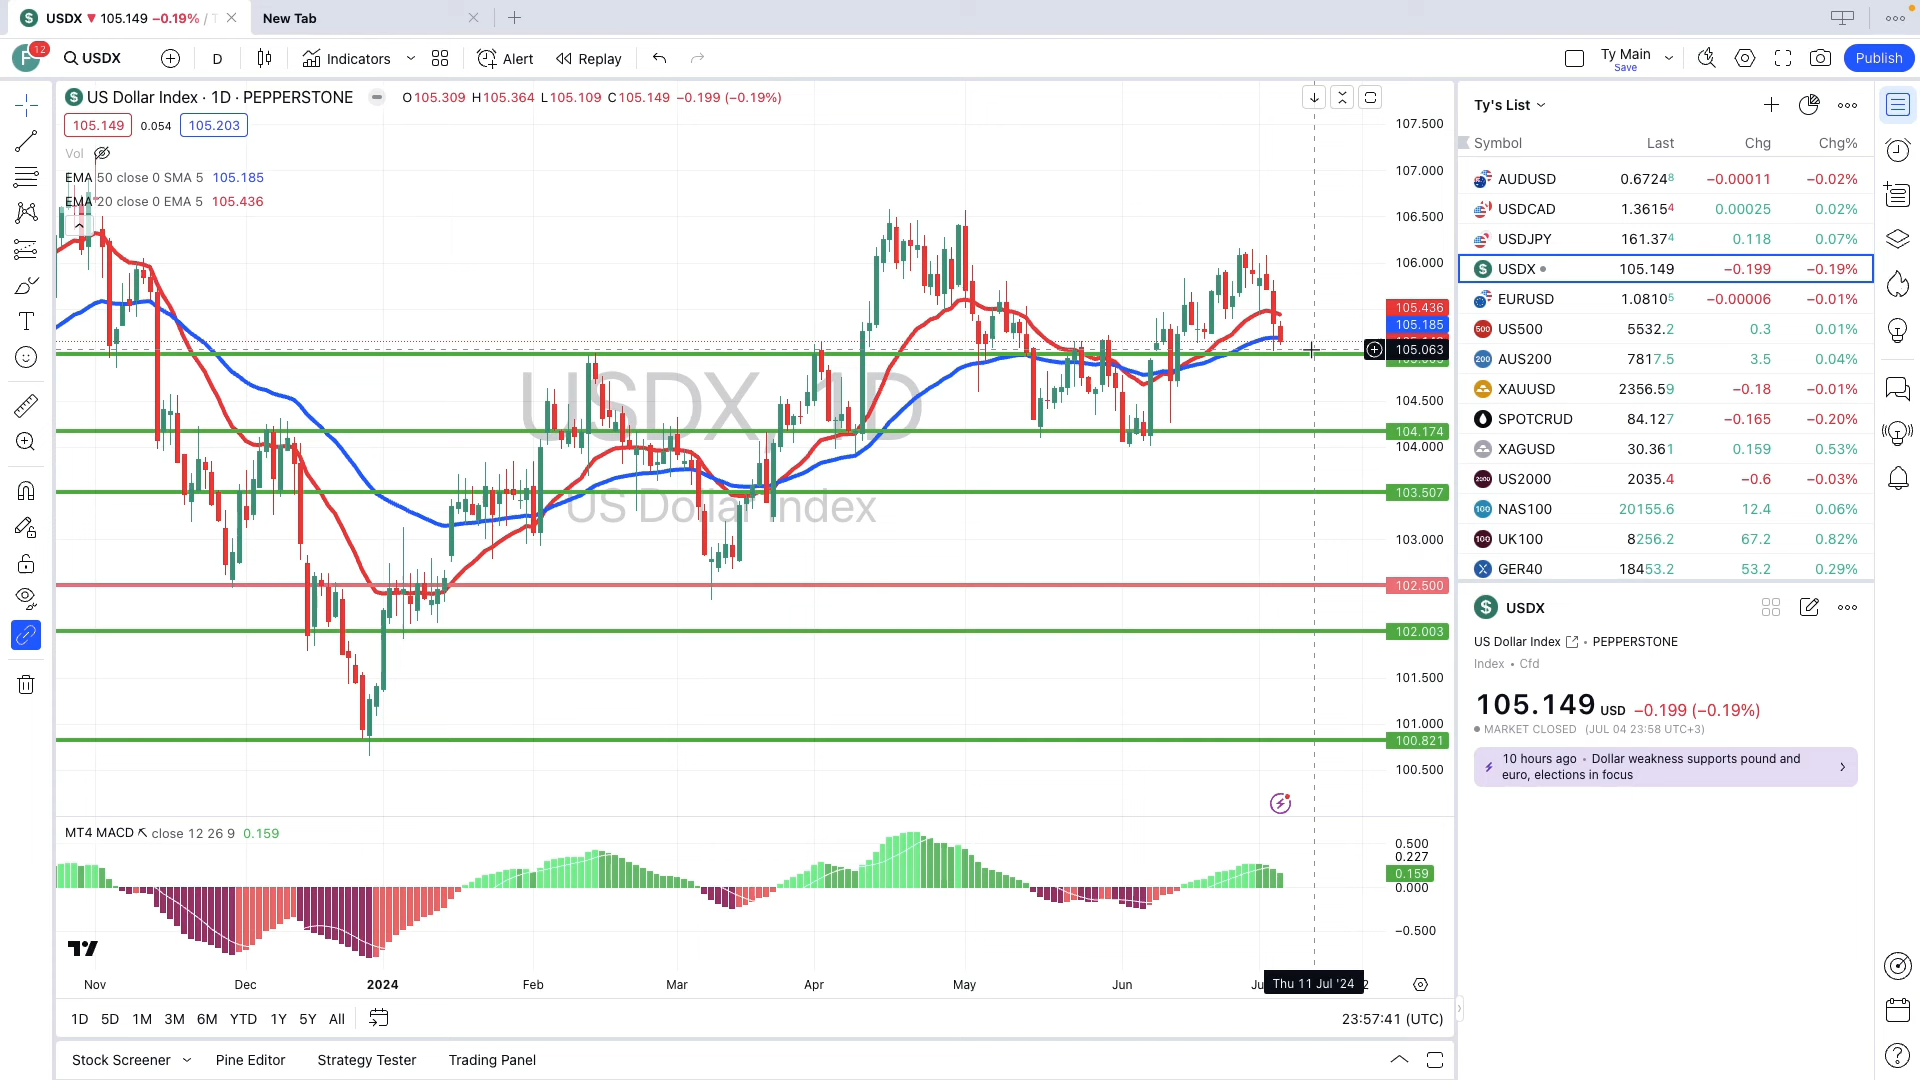 USDX ▼ 105.149 −0.19% / T
New Tab
F 12 USDX D Indicators Alert Replay Ty Main Save Publish
US Dollar Index · 1D · PEPPERSTONE O105.309 H105.364 L105.109 C105.149 −0.199 (−0.19%)
105.149 0.054 105.203
Vol
EMA 50 close 0 SMA 5 105.185
EMA 20 close 0 EMA 5 105.436
USDX, 1D
US Dollar Index
107.500
107.000
106.500
106.000
105.436
105.185
105.063
104.500
104.174
104.000
103.507
103.000
102.500
102.003
101.500
101.000
100.821
100.500
MT4 MACD close 12 26 9 0.159
0.500
0.227
0.159
0.000
−0.500
Nov Dec 2024 Feb Mar Apr May Jun Thu 11 Jul '24
1D 5D 1M 3M 6M YTD 1Y 5Y All 23:57:41 (UTC)
Stock Screener Pine Editor Strategy Tester Trading Panel
Ty's List
Symbol Last Chg Chg%
AUDUSD 0.67248 −0.00011 −0.02%
USDCAD 1.36154 0.00025 0.02%
USDJPY 161.374 0.118 0.07%
USDX 105.149 −0.199 −0.19%
EURUSD 1.08105 −0.00006 −0.01%
500 US500 5532.2 0.3 0.01%
200 AUS200 7817.5 3.5 0.04%
XAUUSD 2356.59 −0.18 −0.01%
SPOTCRUD 84.127 −0.165 −0.20%
XAGUSD 30.361 0.159 0.53%
2000 US2000 2035.4 −0.6 −0.03%
100 NAS100 20155.6 12.4 0.06%
100 UK100 8256.2 67.2 0.82%
GER40 18453.2 53.2 0.29%
USDX
US Dollar Index • PEPPERSTONE
Index • Cfd
105.149 USD −0.199 (−0.19%)
MARKET CLOSED (JUL 04 23:58 UTC+3)
10 hours ago • Dollar weakness supports pound and
euro, elections in focus